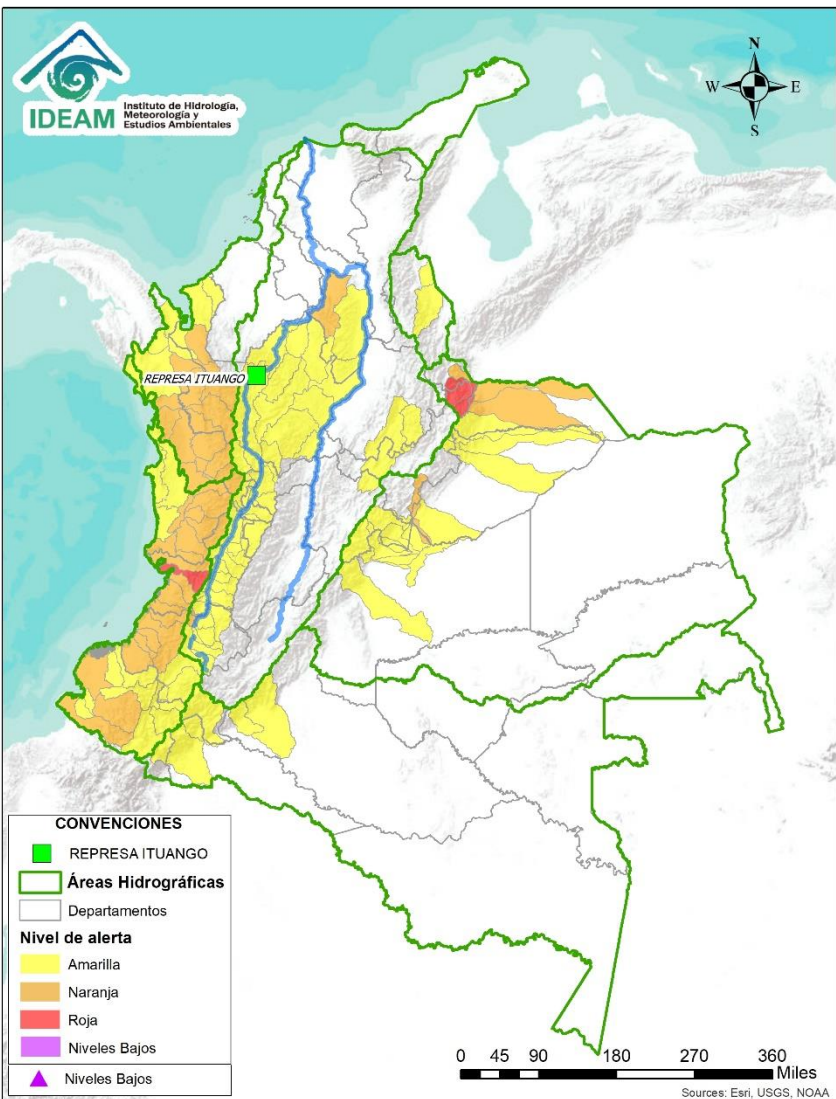 IDEAM
Instituto de Hidrología,
Meteorología y
Estudios Ambientales
N
W
E
S
REPRESA ITUANGO
CONVENCIONES
REPRESA ITUANGO
Áreas Hidrográficas
Departamentos
Nivel de alerta
Amarilla
Naranja
Roja
Niveles Bajos
Niveles Bajos
0 45 90 180 270 360
Miles
Sources: Esri, USGS, NOAA